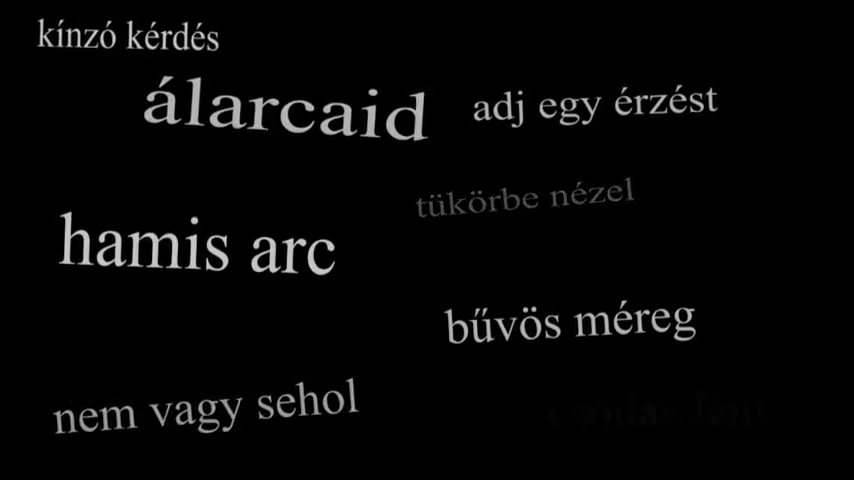 kínzó kérdés
álarcaid
adj egy érzést
tükörbe nézel
hamis arc
bűvös méreg
nem vagy sehol